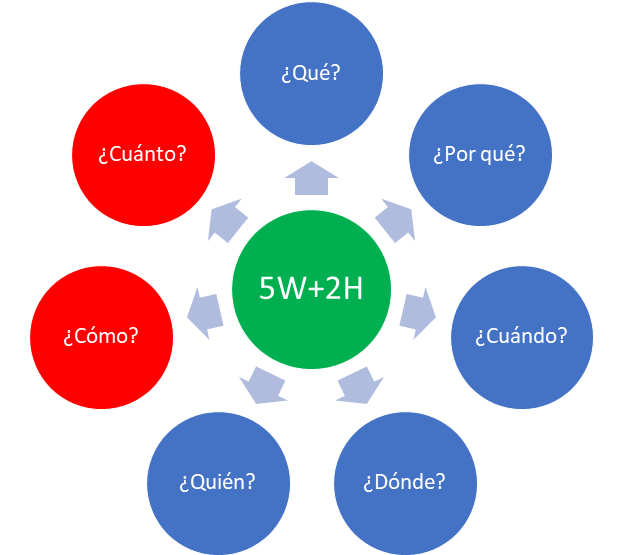 ¿Qué?
¿Por qué?
¿Cuándo?
¿Dónde?
¿Quién?
¿Cómo?
¿Cuánto?
5W+2H